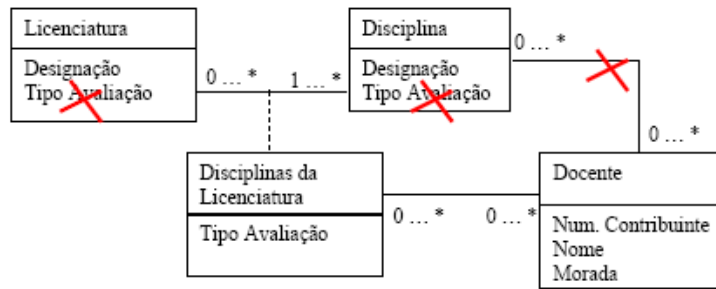 Licenciatura
Designação
Tipo Avaliação
0 ... *
1 ... *
Disciplina
Designação
Tipo Avaliação
0 ... *
0 ... *
Disciplinas da
Licenciatura
Tipo Avaliação
0 ... *
0 ... *
Docente
Num. Contribuinte
Nome
Morada